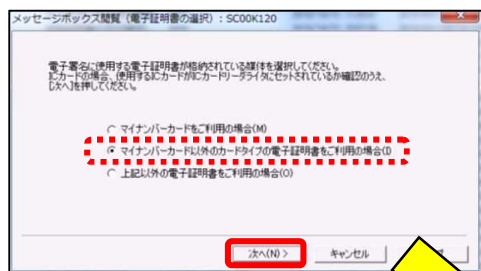 メッセージボックス閲覧(電子証明書の選択):SC00K120
電子署名に使用する電子証明書が格納されている媒体を選択してください。
ICカードの場合、使用するICカードがICカードリーダライタにセットされているか確認のうえ、
[次へ]を押してください。
マイナンバーカードをご利用の場合(M)
マイナンバーカード以外のカードタイプの電子証明書をご利用の場合(I)
上記以外の電子証明書をご利用の場合(O)
次へ(N) > キャンセル